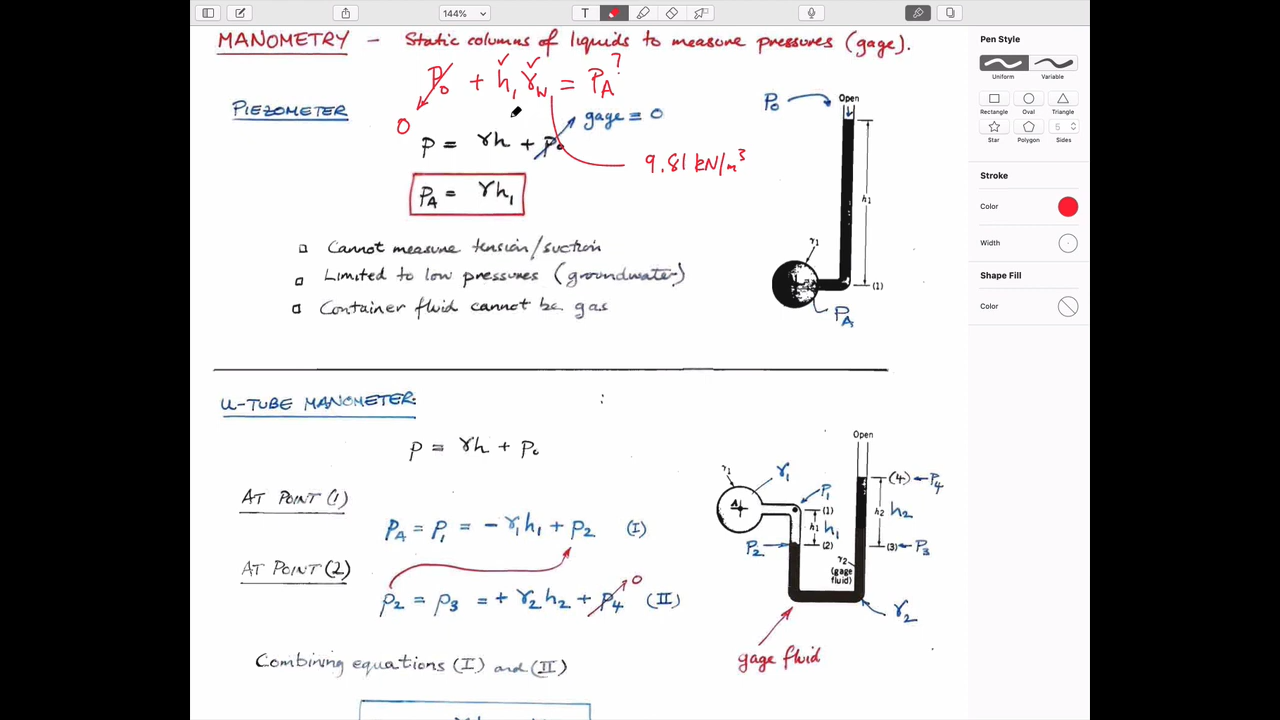 144%
T
Pen Style
Uniform
Variable
Rectangle
Oval
Triangle
Star
Polygon
5
Sides
Stroke
Color
Width
Shape Fill
Color
MANOMETRY - Static columns of liquids to measure pressures (gage).
P₀ + h₁ γw = PA ?
0
PIEZOMETER
gage ≡ 0
p = γh + p₀
9.81 kN/m³
PA = γh₁
□ Cannot measure tension/suction
□ Limited to low pressures (groundwater)
□ Container fluid cannot be gas
P₀
Open
h₁
γ₁
(1)
PA
U-TUBE MANOMETER:
:
p = γh + p₀
AT POINT (1)
PA = P₁ = - γ₁h₁ + p₂ (I)
AT POINT (2)
p₂ = p₃ = + γ₂h₂ + p₄ (II)
0
Combining equations (I) and (II)
Open
γ₁
γ₁
A
P₁
(1)
h₁
h₁
P₂
(2)
(4) P₄
h₂
h₂
(3) P₃
γ₂
(gage
fluid)
γ₂
gage fluid